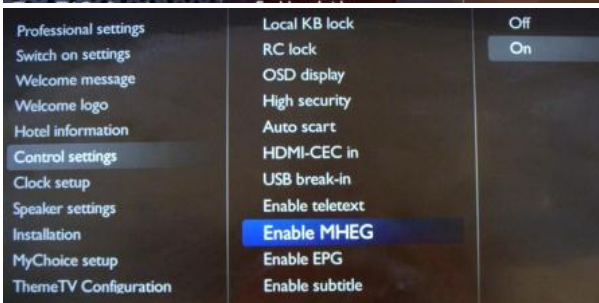 Professional settings
Switch on settings
Welcome message
Welcome logo
Hotel information
Control settings
Clock setup
Speaker settings
Installation
MyChoice setup
ThemeTV Configuration
Local KB lock
RC lock
OSD display
High security
Auto scart
HDMI-CEC in
USB break-in
Enable teletext
Enable MHEG
Enable EPG
Enable subtitle
Off
On